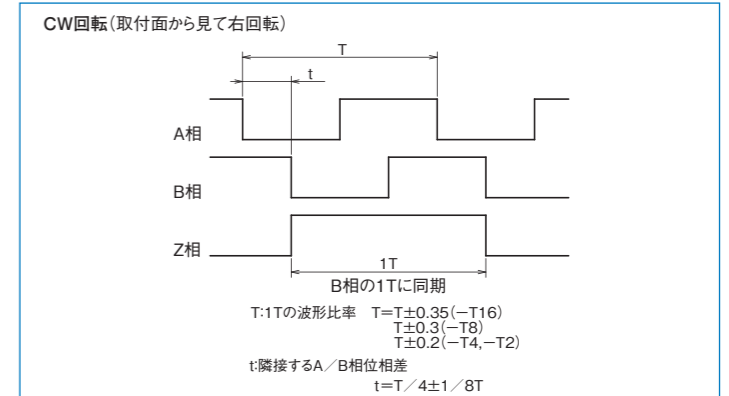 CW回転(取付面から見て右回転)
T
t
A相
B相
Z相
1T
B相の1Tに同期
T:1Tの波形比率 T=T±0.35(−T16)
T±0.3(−T8)
T±0.2(−T4,−T2)
t:隣接するA/B相位相差
t=T/4±1/8T